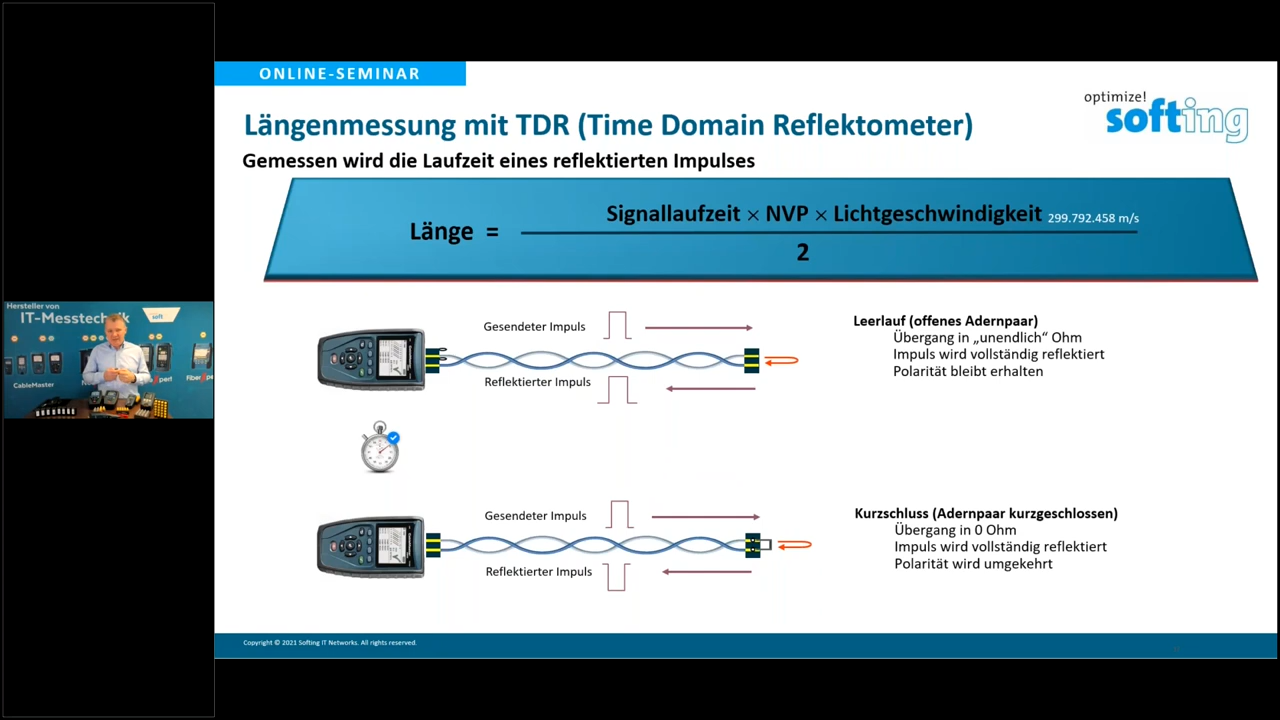 ONLINE-SEMINAR
optimize!
softing
Längenmessung mit TDR (Time Domain Reflektometer)
Gemessen wird die Laufzeit eines reflektierten Impulses
Länge =
Signallaufzeit × NVP × Lichtgeschwindigkeit 299.792.458 m/s
2
Gesendeter Impuls
Reflektierter Impuls
Leerlauf (offenes Adernpaar)
Übergang in „unendlich“ Ohm
Impuls wird vollständig reflektiert
Polarität bleibt erhalten
Gesendeter Impuls
Reflektierter Impuls
Kurzschluss (Adernpaar kurzgeschlossen)
Übergang in 0 Ohm
Impuls wird vollständig reflektiert
Polarität wird umgekehrt
Copyright © 2021 Softing IT Networks. All rights reserved.
Hersteller von
IT-Messtechnik
soft
CableMaster